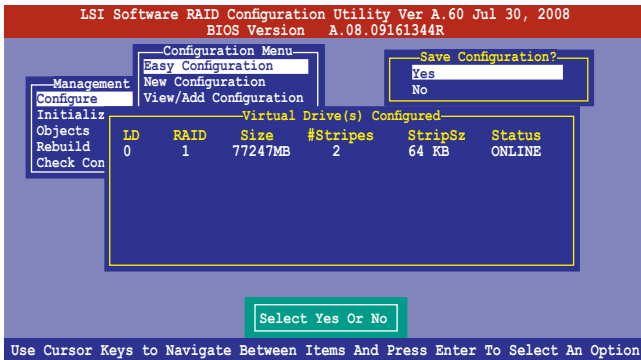 LSI Software RAID Configuration Utility Ver A.60 Jul 30, 2008
BIOS Version A.08.09161344R
Configuration Menu
Easy Configuration
New Configuration
View/Add Configuration
Save Configuration?
Yes
No
Management
Configure
Initializ
Objects
Rebuild
Check Con
Virtual Drive(s) Configured
LD RAID Size #Stripes StripSz Status
0 1 77247MB 2 64 KB ONLINE
Select Yes Or No
Use Cursor Keys to Navigate Between Items And Press Enter To Select An Option